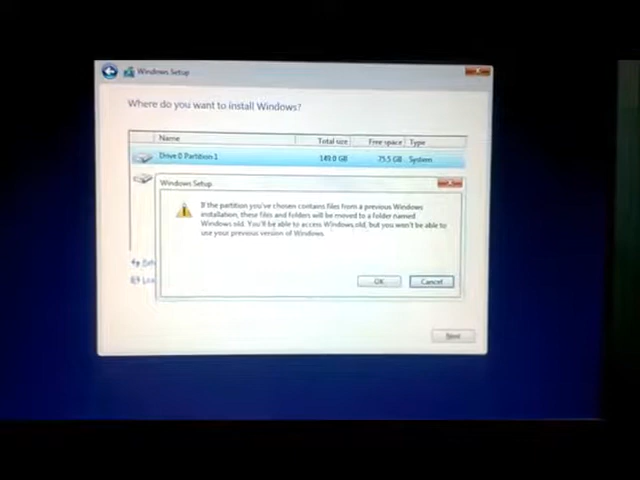 Windows Setup
Where do you want to install Windows?
Name Total size Free space Type
Drive 0 Partition 1 149.0 GB 75.5 GB System
Windows Setup
If the partition you've chosen contains files from a previous Windows
installation, these files and folders will be moved to a folder named
Windows.old. You'll be able to access Windows.old, but you won't be able to
use your previous version of Windows.
OK Cancel
Next